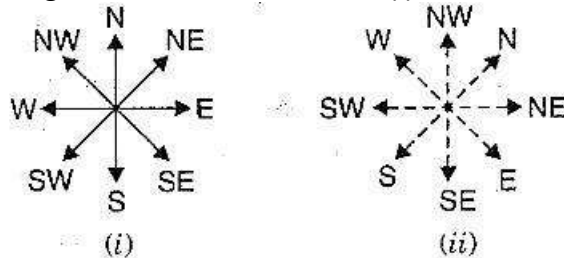 N NW
NW NE W N
W E SW NE
SW SE S E
S SE
(i) (ii)